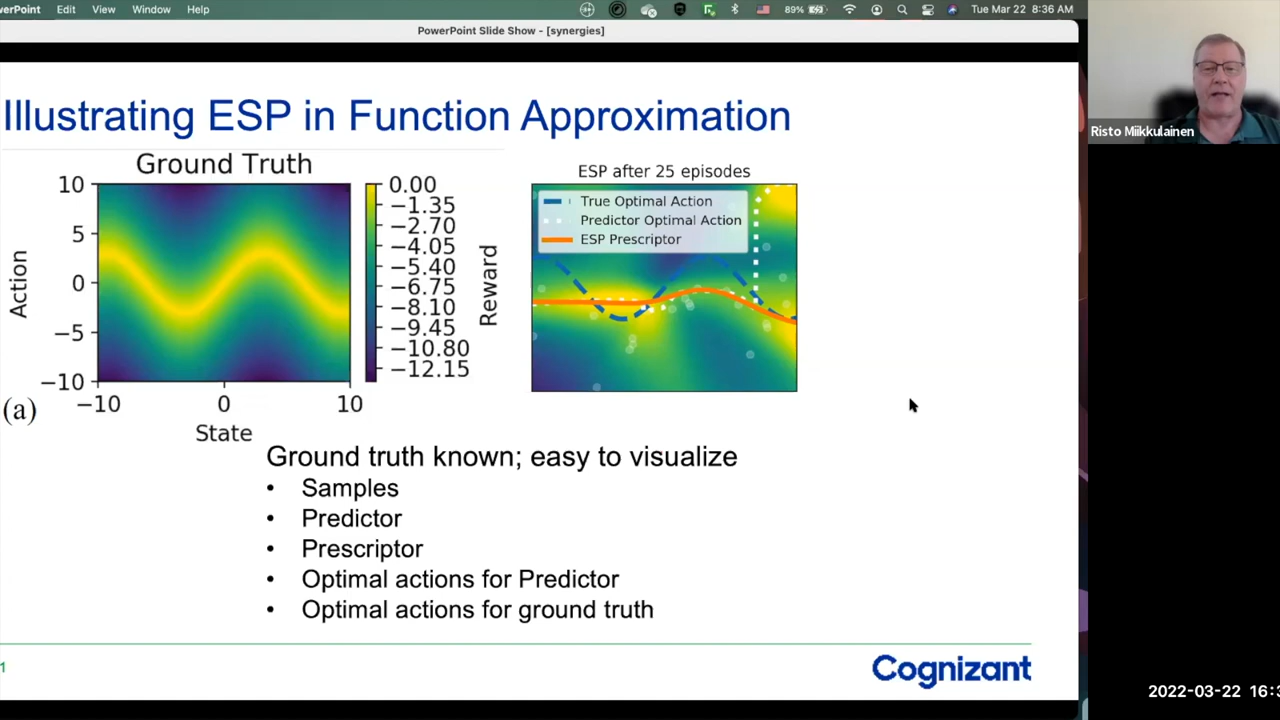 PowerPoint Edit View Window Help 89% Tue Mar 22 8:36 AM
PowerPoint Slide Show - [synergies]
Risto Miikkulainen
Illustrating ESP in Function Approximation
Ground Truth
10
5
0
−5
−10
Action
−10 0 10
State
(a)
0.00
−1.35
−2.70
−4.05
−5.40
−6.75
−8.10
−9.45
−10.80
−12.15
Reward
ESP after 25 episodes
True Optimal Action
Predictor Optimal Action
ESP Prescriptor
Ground truth known; easy to visualize
• Samples
• Predictor
• Prescriptor
• Optimal actions for Predictor
• Optimal actions for ground truth
1
Cognizant
2022-03-22 16:3